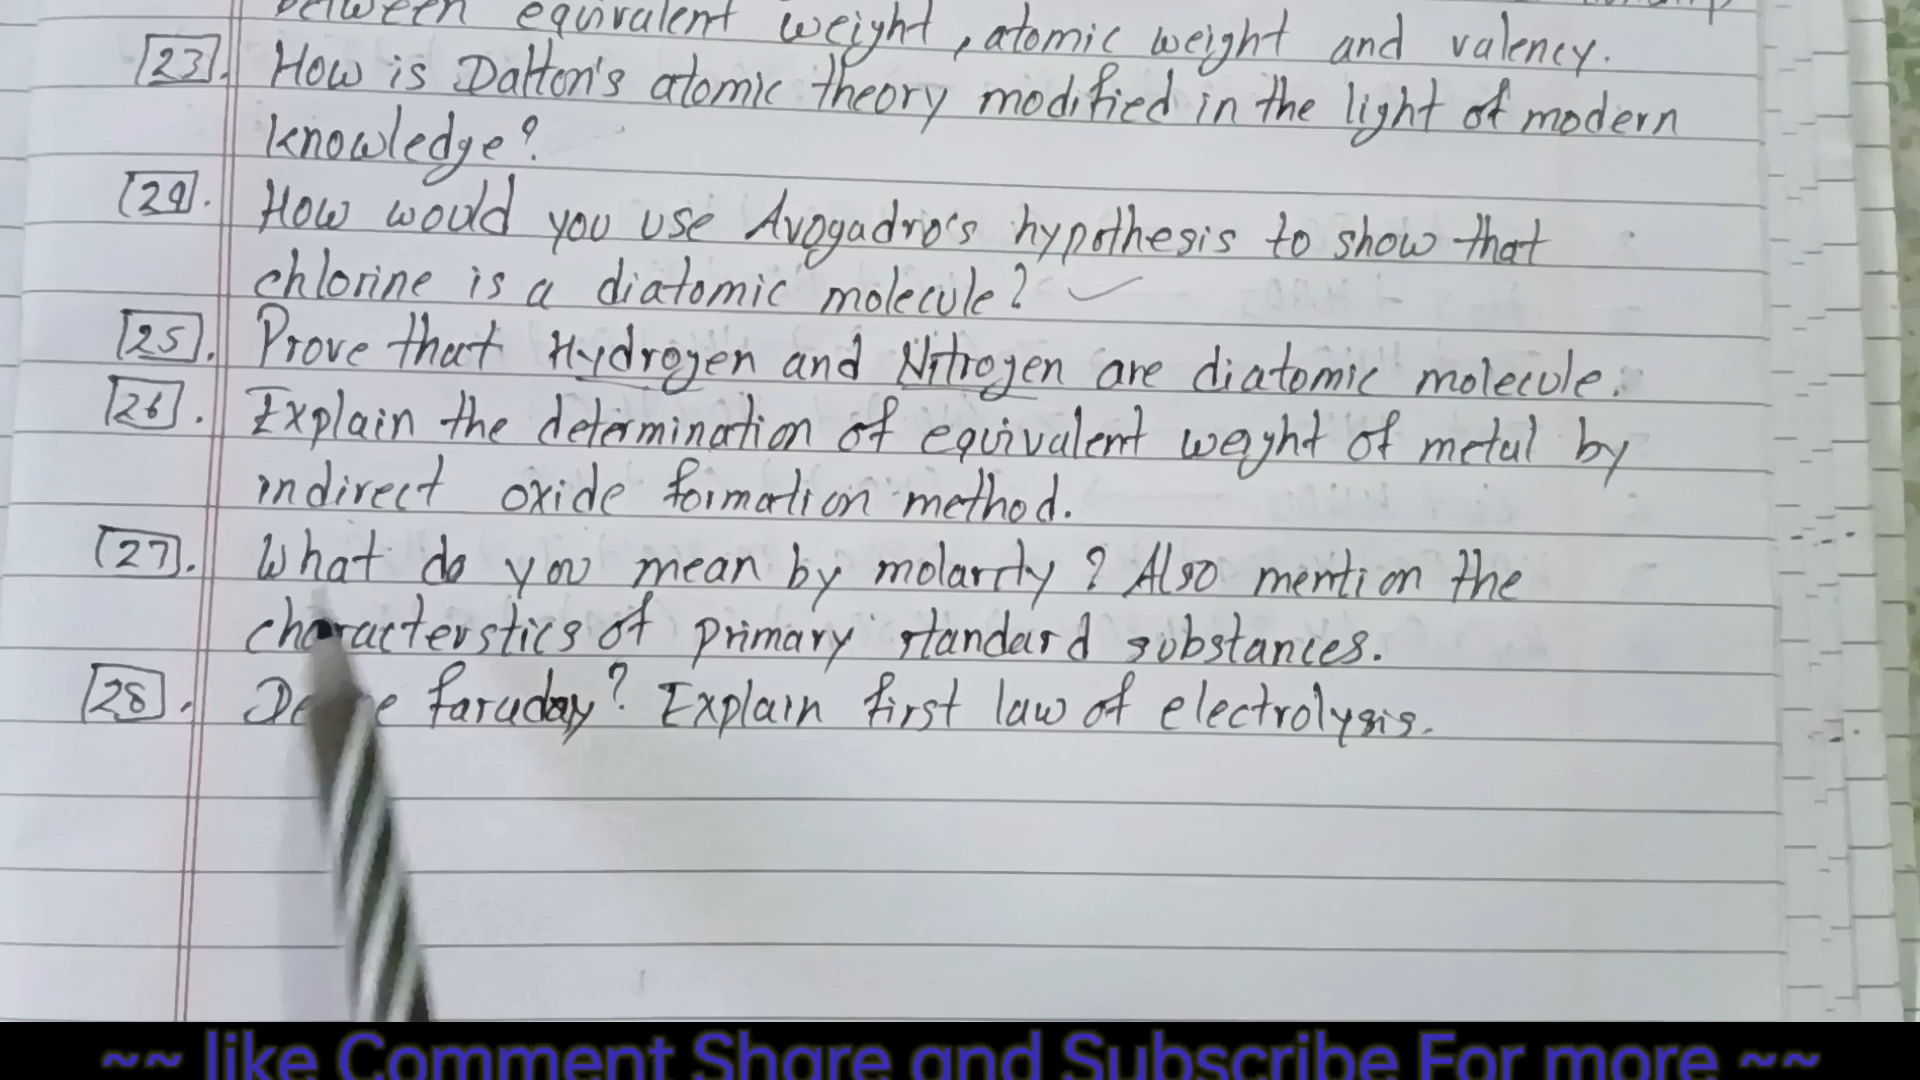 between equivalent weight, atomic weight and valency.
[23]. How is Dalton's atomic theory modified in the light of modern
knowledge?
[24]. How would you use Avogadro's hypothesis to show that
chlorine is a diatomic molecule?
[25]. Prove that Hydrogen and Nitrogen are diatomic molecule.
[26]. Explain the determination of equivalent weight of metal by
indirect oxide formation method.
[27]. What do you mean by molarity? Also mention the
characterstics of primary standard substances.
[28]. faraday? Explain first law of electrolysis.
~~ like Comment Share and Subscribe For more ~~